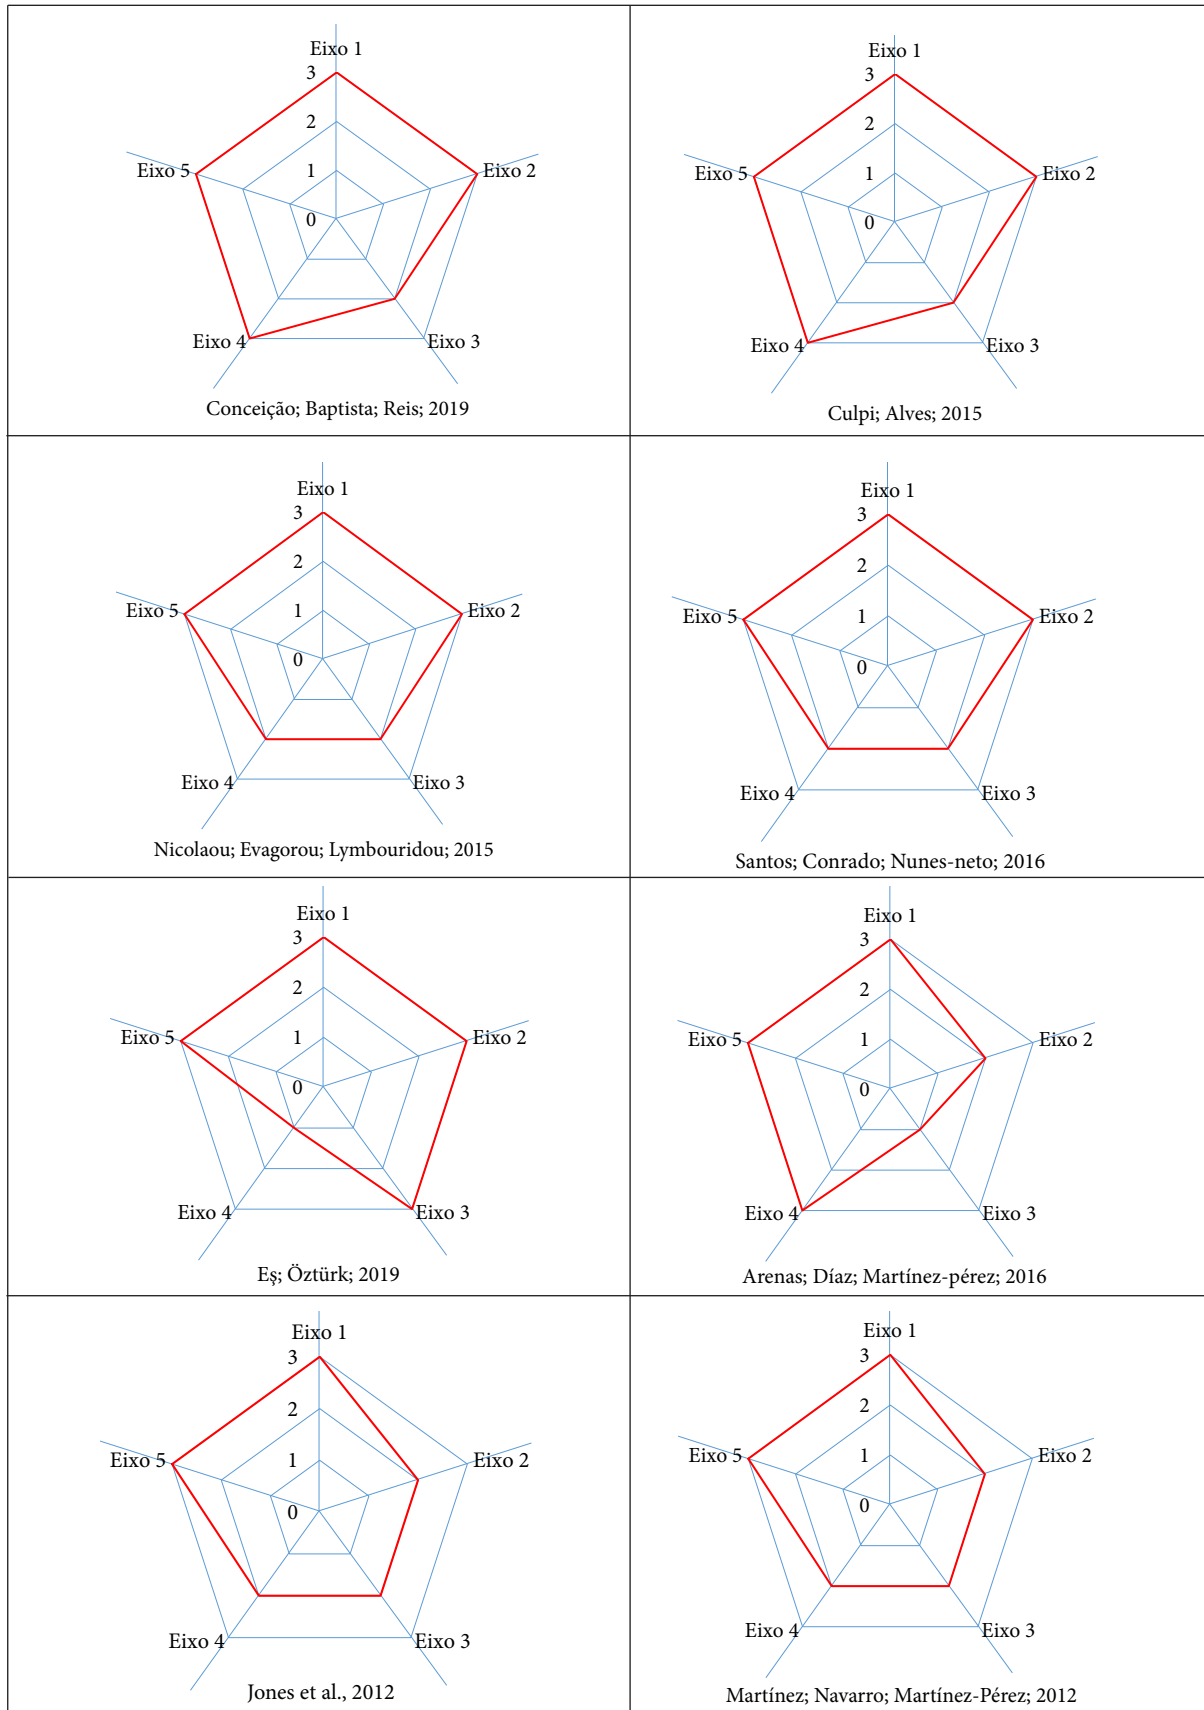 Eixo 1
3
2
Eixo 5
Eixo 2
1
0
Eixo 4
Eixo 3
Conceição; Baptista; Reis; 2019
Eixo 1
3
2
Eixo 5
Eixo 2
1
0
Eixo 4
Eixo 3
Culpi; Alves; 2015
Eixo 1
3
2
Eixo 5
Eixo 2
1
0
Eixo 4
Eixo 3
Nicolaou; Evagorou; Lymbouridou; 2015
Eixo 1
3
2
Eixo 5
Eixo 2
1
0
Eixo 4
Eixo 3
Santos; Conrado; Nunes-neto; 2016
Eixo 1
3
2
Eixo 5
Eixo 2
1
0
Eixo 4
Eixo 3
Eş; Öztürk; 2019
Eixo 1
3
2
Eixo 5
Eixo 2
1
0
Eixo 4
Eixo 3
Arenas; Díaz; Martínez-pérez; 2016
Eixo 1
3
2
Eixo 5
Eixo 2
1
0
Eixo 4
Eixo 3
Jones et al., 2012
Eixo 1
3
2
Eixo 5
Eixo 2
1
0
Eixo 4
Eixo 3
Martínez; Navarro; Martínez-Pérez; 2012